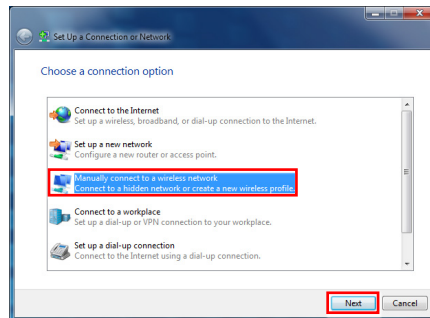 Set Up a Connection or Network
Choose a connection option
Connect to the Internet
Set up a wireless, broadband, or dial-up connection to the Internet.
Set up a new network
Configure a new router or access point.
Manually connect to a wireless network
Connect to a hidden network or create a new wireless profile.
Connect to a workplace
Set up a dial-up or VPN connection to your workplace.
Set up a dial-up connection
Connect to the Internet using a dial-up connection.
Next Cancel